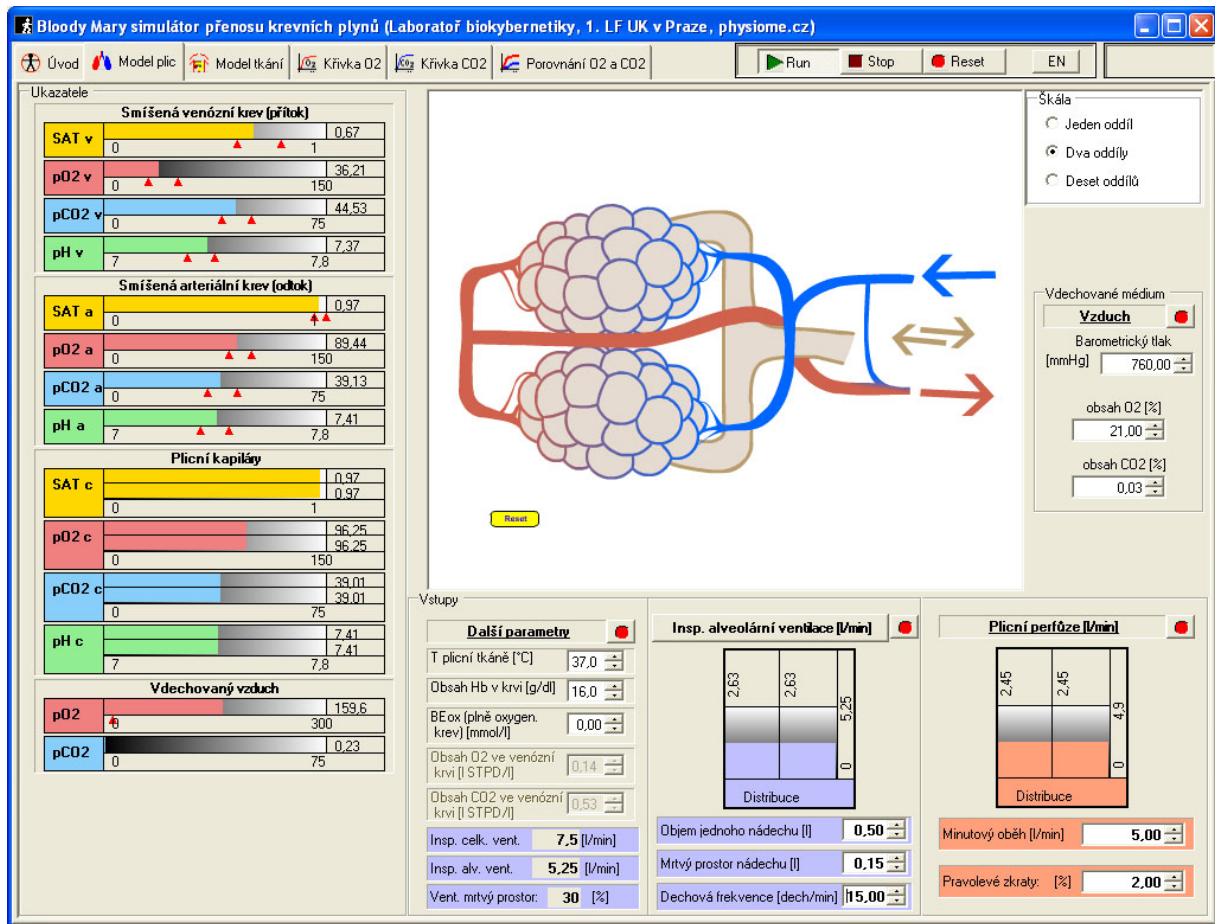 Bloody Mary simulátor přenosu krevních plynů (Laboratoř biokybernetiky, 1. LF UK v Praze, physiome.cz)
Úvod Model plic Model tkání Křivka O2 Křivka CO2 Porovnání O2 a CO2 Run Stop Reset EN
Ukazatele
Smíšená venózní krev (přítok)
SAT v 0,67
0 1
pO2 v 36,21
0 150
pCO2 v 44,53
0 75
pH v 7,37
7 7,8
Smíšená arteriální krev (odtok)
SAT a 0,97
0 1
pO2 a 89,44
0 150
pCO2 a 39,13
0 75
pH a 7,41
7 7,8
Plicní kapiláry
SAT c 0,97
0,97
0 1
pO2 c 96,25
96,25
0 150
pCO2 c 39,01
39,01
0 75
pH c 7,41
7,41
7 7,8
Vdechovaný vzduch
pO2 159,6
0 300
pCO2 0,23
0 75
Reset
Škála
Jeden oddíl
Dva oddíly
Deset oddílů
Vdechované médium
Vzduch
Barometrický tlak
[mmHg] 760,00
obsah O2 [%]
21,00
obsah CO2 [%]
0,03
Vstupy
Další parametry
T plicní tkáně [°C] 37,0
Obsah Hb v krvi [g/dl] 16,0
BEox (plně oxygen.
krev) [mmol/l] 0,00
Obsah O2 ve venózní
krvi [l STPD/l] 0,14
Obsah CO2 ve venózní
krvi [l STPD/l] 0,53
Insp. celk. vent. 7,5 [l/min]
Insp. alv. vent. 5,25 [l/min]
Vent. mrtvý prostor: 30 [%]
Insp. alveolární ventilace [l/min]
2,63 2,63 5,25
0
Distribuce
Objem jednoho nádechu [l] 0,50
Mrtvý prostor nádechu [l] 0,15
Dechová frekvence [dech/min] 15,00
Plicní perfůze [l/min]
2,45 2,45 4,9
0
Distribuce
Minutový oběh [l/min] 5,00
Pravolevé zkraty: [%] 2,00